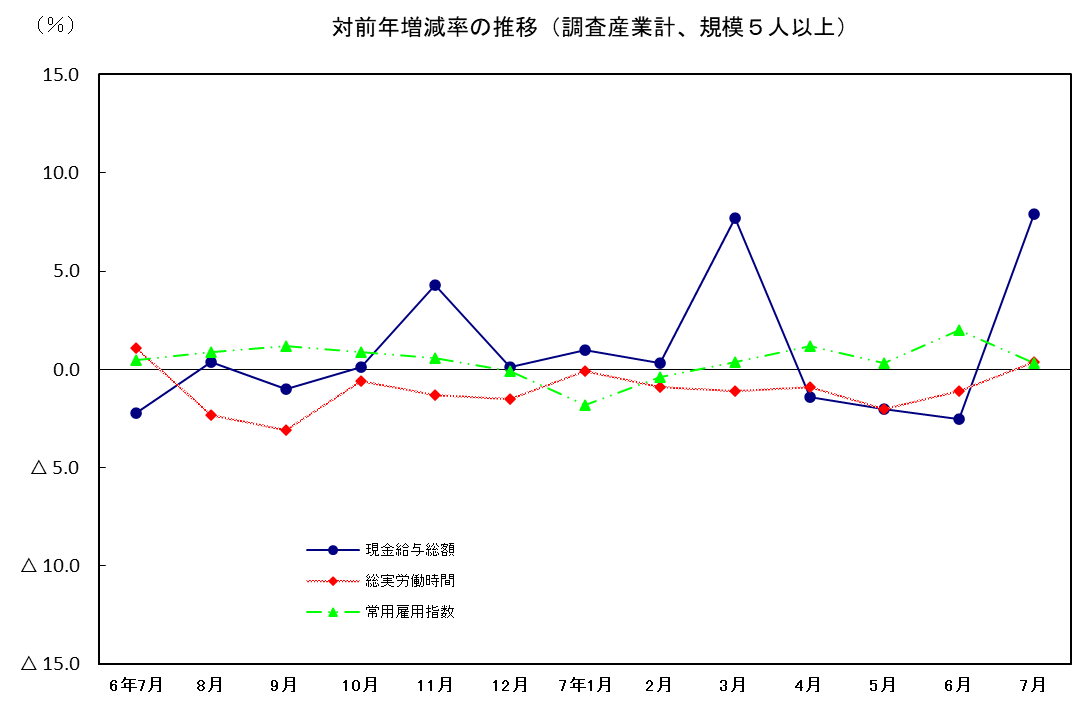 （％）
対前年増減率の推移（調査産業計、規模５人以上）
15.0
10.0
5.0
0.0
△ 5.0
△ 10.0
△ 15.0
現金給与総額
総実労働時間
常用雇用指数
6年7月 8月 9月 10月 11月 12月 7年1月 2月 3月 4月 5月 6月 7月